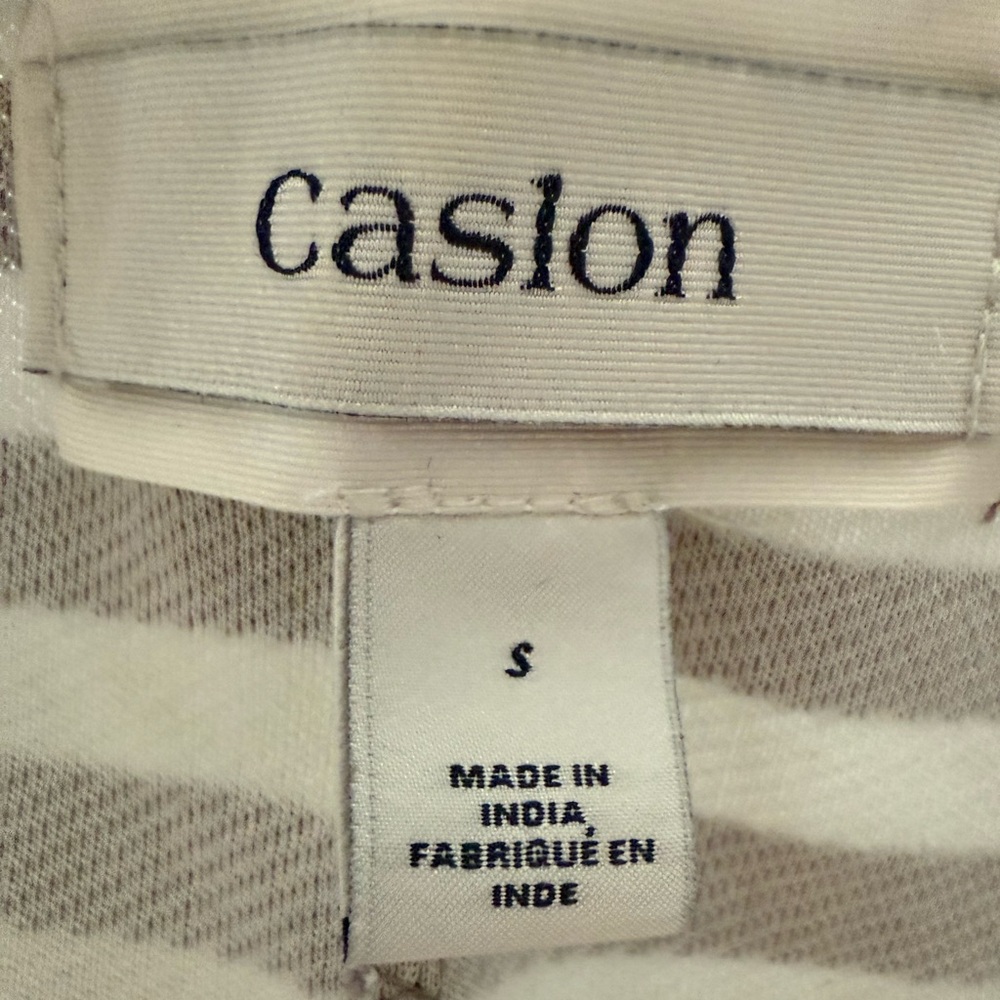 Caslon
S
MADE IN
INDIA,
FABRIQUÉ EN
INDE